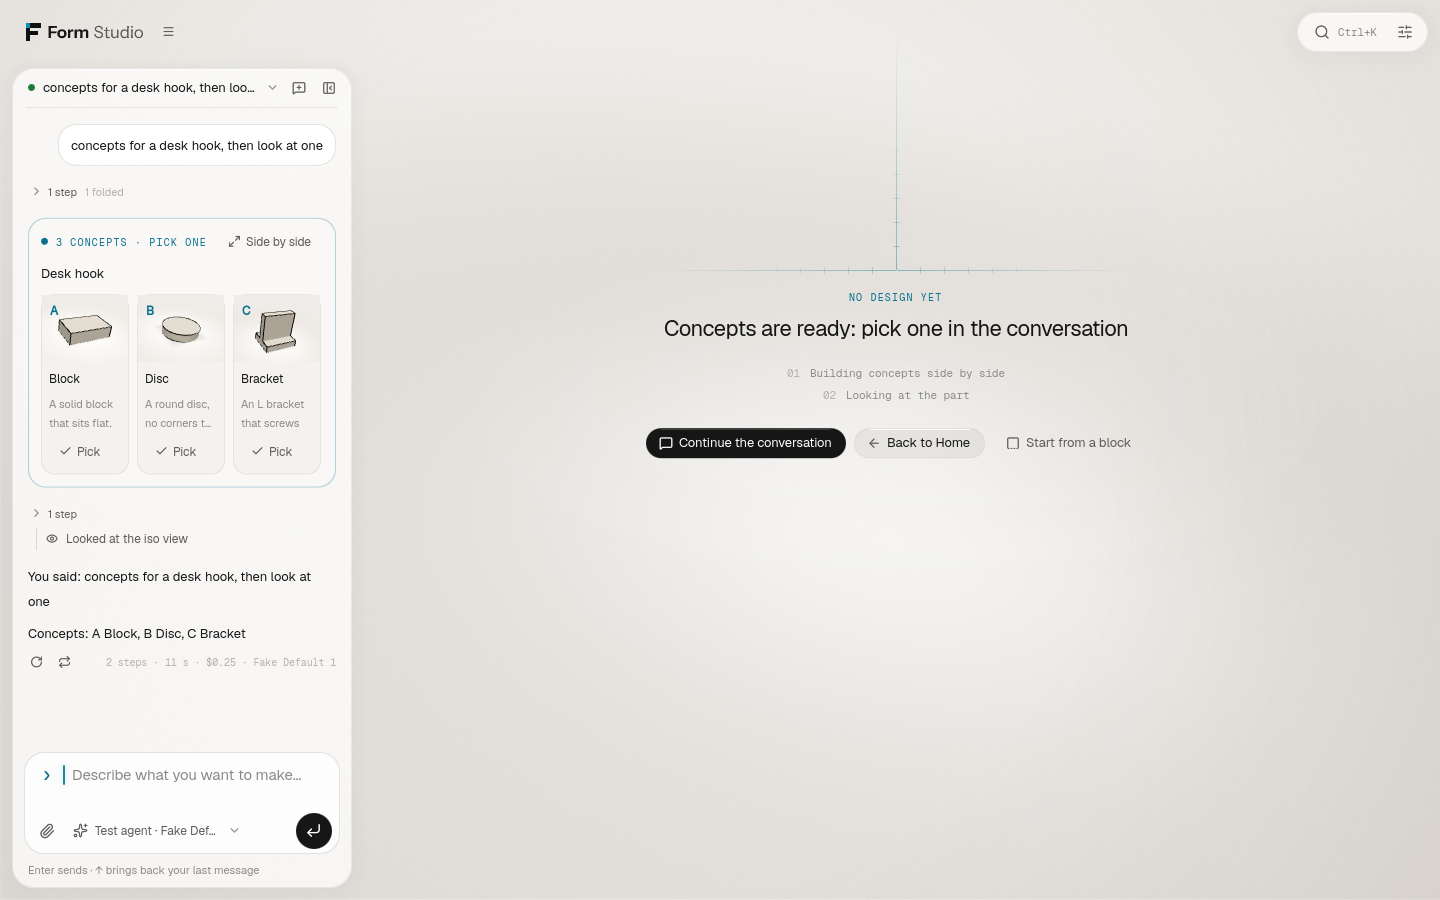 Form Studio
Ctrl+K
concepts for a desk hook, then loo...
concepts for a desk hook, then look at one
1 step 1 folded
3 CONCEPTS · PICK ONE
Side by side
Desk hook
A
B
C
Block
Disc
Bracket
A solid block
that sits flat.
A round disc,
no corners t...
An L bracket
that screws
Pick
Pick
Pick
1 step
Looked at the iso view
You said: concepts for a desk hook, then look at
one
Concepts: A Block, B Disc, C Bracket
2 steps · 11 s · $0.25 · Fake Default 1
Describe what you want to make...
Test agent · Fake Def...
Enter sends · ↑ brings back your last message
NO DESIGN YET
Concepts are ready: pick one in the conversation
01 Building concepts side by side
02 Looking at the part
Continue the conversation
Back to Home
Start from a block